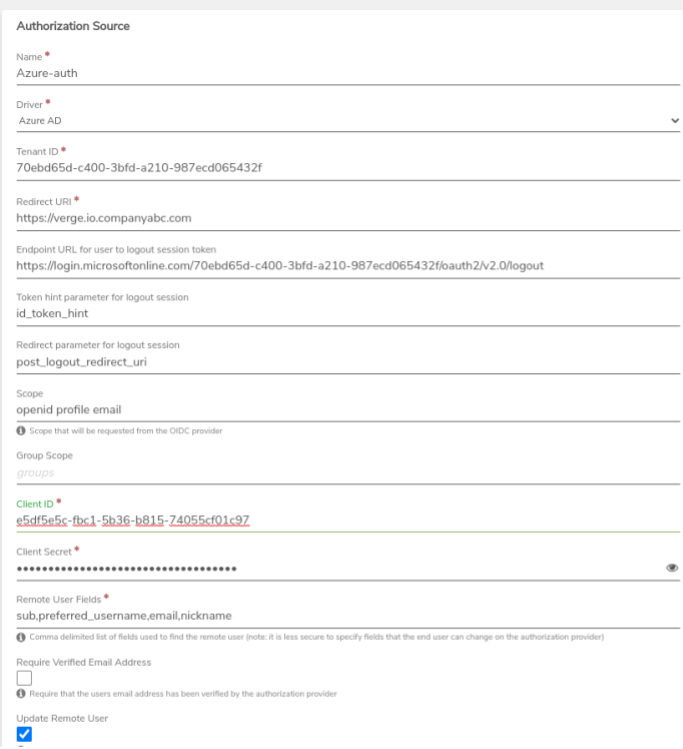 Authorization Source
Name *
Azure-auth
Driver *
Azure AD
Tenant ID *
70ebd65d-c400-3bfd-a210-987ecd065432f
Redirect URI *
https://verge.io.companyabc.com
Endpoint URL for user to logout session token
https://login.microsoftonline.com/70ebd65d-c400-3bfd-a210-987ecd065432f/oauth2/v2.0/logout
Token hint parameter for logout session
id_token_hint
Redirect parameter for logout session
post_logout_redirect_uri
Scope
openid profile email
Scope that will be requested from the OIDC provider
Group Scope
groups
Client ID *
e5df5e5c-fbc1-5b36-b815-74055cf01c97
Client Secret *
Remote User Fields *
sub,preferred_username,email,nickname
Comma delimited list of fields used to find the remote user (note: it is less secure to specify fields that the end user can change on the authorization provider)
Require Verified Email Address
Require that the users email address has been verified by the authorization provider
Update Remote User